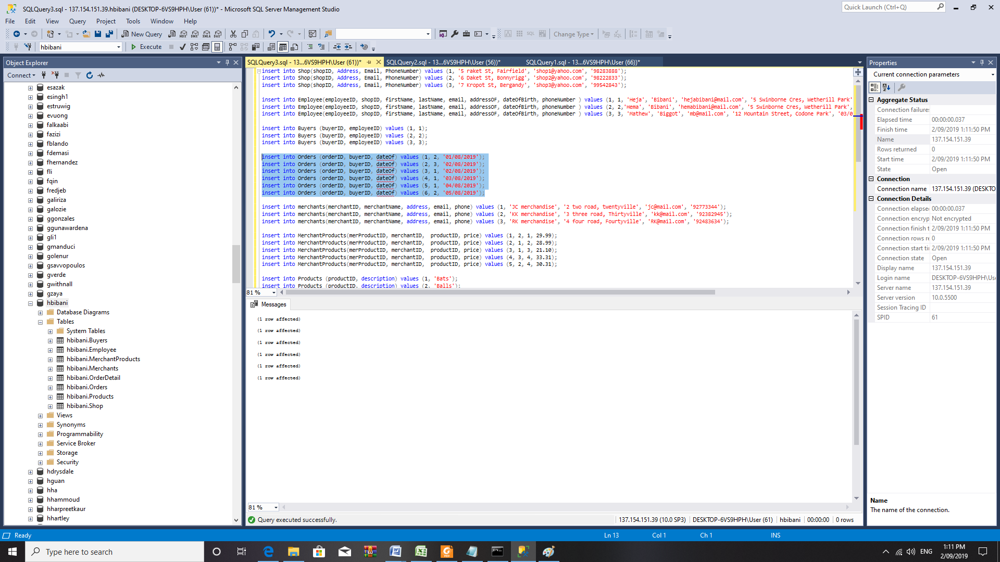 SQLQuery3.sql - 137.154.151.39.hbibani (DESKTOP-6VS9HPH\User (61))* - Microsoft SQL Server Management Studio
Quick Launch (Ctrl+Q)
File Edit View Query Project Tools Window Help
New Query
Change Type
hbibani
Execute
Object Explorer
Connect
esazak
esingh1
estruwig
evuong
falkaabi
fazizi
fblando
fdemasi
fhernandez
fli
fqin
fredjeb
galiriza
galozie
ggonzales
ggunawardena
gli1
gmanduci
golenur
gsavvopoulos
gverde
gwithnall
gzaya
hbibani
Database Diagrams
Tables
System Tables
hbibani.Buyers
hbibani.Employee
hbibani.MerchantProducts
hbibani.Merchants
hbibani.OrderDetail
hbibani.Orders
hbibani.Products
hbibani.Shop
Views
Synonyms
Programmability
Service Broker
Storage
Security
hdrysdale
hguan
hha
hhammoud
hharpreetkaur
hhartley
SQLQuery3.sql - 13...6VS9HPH\User (61))* SQLQuery2.sql - 13...6VS9HPH\User (56))* SQLQuery1.sql - 13...6VS9HPH\User (66))*
insert into Shop(shopID, Address, Email, PhoneNumber) values (1, '5 raket St, Fairfield', 'shop1@yahoo.com', '98283888');
insert into Shop(shopID, Address, Email, PhoneNumber) values (2, '6 Daket St, Bonnyrigg', 'shop2@yahoo.com', '98222833');
insert into Shop(shopID, Address, Email, PhoneNumber) values (3, '7 Kropot St, Bergandy', 'shop3@yahoo.com', '99542843');
insert into Employee(employeeID, shopID, firstName, lastName, email, addressOF, dateOfBirth, phoneNumber ) values (1, 1, 'Heja', 'Bibani', 'hejabibani@mail.com', '5 Swinborne Cres, Wetherill Park'
insert into Employee(employeeID, shopID, firstName, lastName, email, addressOF, dateOfBirth, phoneNumber ) values (2, 2,'Hema', 'Bibani', 'hemabibani@mail.com', '5 Swinborne Cres, Wetherill Park',
insert into Employee(employeeID, shopID, firstName, lastName, email, addressOF, dateOfBirth, phoneNumber ) values (3, 3, 'Mathew', 'Biggot', 'mb@mail.com', '12 Mountain Street, Codone Park', '03/0
insert into Buyers (buyerID, employeeID) values (1, 1);
insert into Buyers (buyerID, employeeID) values (2, 2);
insert into Buyers (buyerID, employeeID) values (3, 3);
insert into Orders (orderID, buyerID, dateOf) values (1, 2, '01/08/2019');
insert into Orders (orderID, buyerID, dateOf) values (2, 3, '02/08/2019');
insert into Orders (orderID, buyerID, dateOf) values (3, 1, '02/08/2019');
insert into Orders (orderID, buyerID, dateOf) values (4, 1, '03/08/2019');
insert into Orders (orderID, buyerID, dateOf) values (5, 1, '04/08/2019');
insert into Orders (orderID, buyerID, dateOf) values (6, 2, '05/08/2019');
insert into merchants(merchantID, merchantName, address, email, phone) values (1, 'JC merchandise', '2 two road, twentyville', 'jc@mail.com', '92773344');
insert into merchants(merchantID, merchantName, address, email, phone) values (2, 'KK merchandise', '3 three road, Thirtyville', 'kk@mail.com', '92382945');
insert into merchants(merchantID, merchantName, address, email, phone) values (3, 'RK merchandise', '4 four road, Fourtyville', 'RK@mail.com', '92483634');
insert into MerchantProducts(merProductID, merchantID, productID, price) values (1, 2, 1, 29.99);
insert into MerchantProducts(merProductID, merchantID, productID, price) values (2, 1, 2, 28.99);
insert into MerchantProducts(merProductID, merchantID, productID, price) values (3, 1, 3, 21.10);
insert into MerchantProducts(merProductID, merchantID, productID, price) values (4, 3, 4, 33.31);
insert into MerchantProducts(merProductID, merchantID, productID, price) values (5, 2, 4, 30.31);
insert into Products (productID, description) values (1, 'Bats');
insert into Products (productID, description) values (2, 'Balls');
81 %
Messages
(1 row affected)
(1 row affected)
(1 row affected)
(1 row affected)
(1 row affected)
(1 row affected)
81 %
Query executed successfully. 137.154.151.39 (10.0 SP3) DESKTOP-6VS9HPH\User (61) hbibani 00:00:00 0 rows
Properties
Current connection parameters
Aggregate Status
Connection failures
Elapsed time 00:00:00.037
Finish time 2/09/2019 1:11:50 PM
Name 137.154.151.39
Rows returned 0
Start time 2/09/2019 1:11:50 PM
State Open
Connection
Connection name 137.154.151.39 (DESKTO
Connection Details
Connection elapse 00:00:00.037
Connection encryp Not encrypted
Connection finish t 2/09/2019 1:11:50 PM
Connection rows re 0
Connection start ti 2/09/2019 1:11:50 PM
Connection state Open
Display name 137.154.151.39
Login name DESKTOP-6VS9HPH\Use
Server name 137.154.151.39
Server version 10.0.5500
Session Tracing ID
SPID 61
Name
The name of the connection.
Ready Ln 13 Col 1 Ch 1 INS
Type here to search
ENG
1:11 PM
2/09/2019